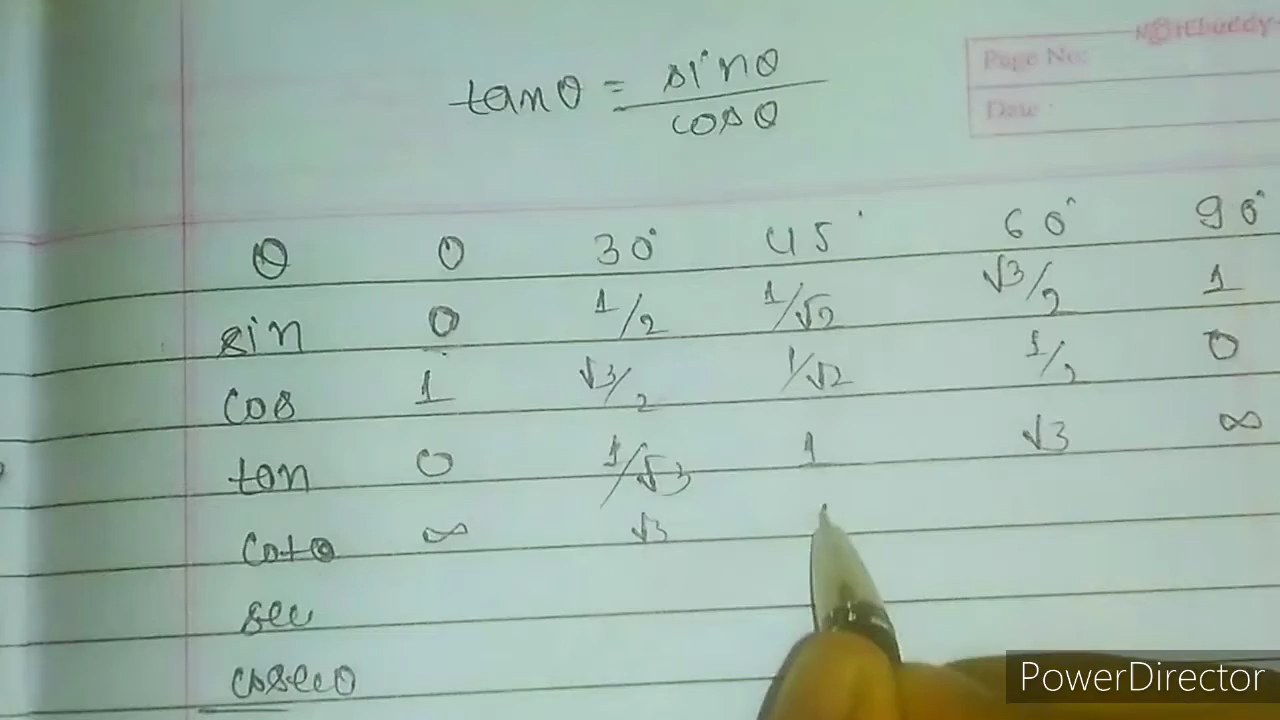 NOtEbuddy
Page No:
Date :
tanθ = sinθ / cosθ
θ 0 30° 45° 60° 90°
sin 0 1/2 1/√2 √3/2 1
cos 1 √3/2 1/√2 1/2 0
tan 0 1/√3 1 √3 ∞
cotθ ∞ √3
sec
cosecθ
PowerDirector